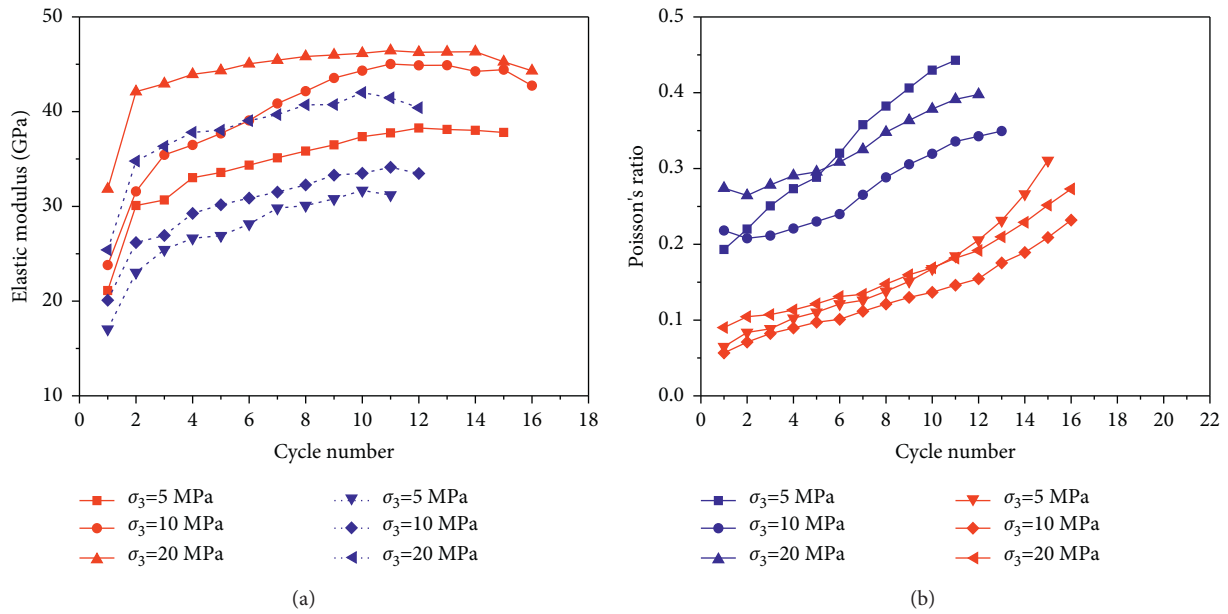 50
40
30
20
10
Elastic modulus (GPa)
0 2 4 6 8 10 12 14 16 18
Cycle number
σ3=5 MPa
σ3=10 MPa
σ3=20 MPa
σ3=5 MPa
σ3=10 MPa
σ3=20 MPa
(a)
0.5
0.4
0.3
0.2
0.1
0.0
Poisson's ratio
0 2 4 6 8 10 12 14 16 18 20 22
Cycle number
σ3=5 MPa
σ3=10 MPa
σ3=20 MPa
σ3=5 MPa
σ3=10 MPa
σ3=20 MPa
(b)